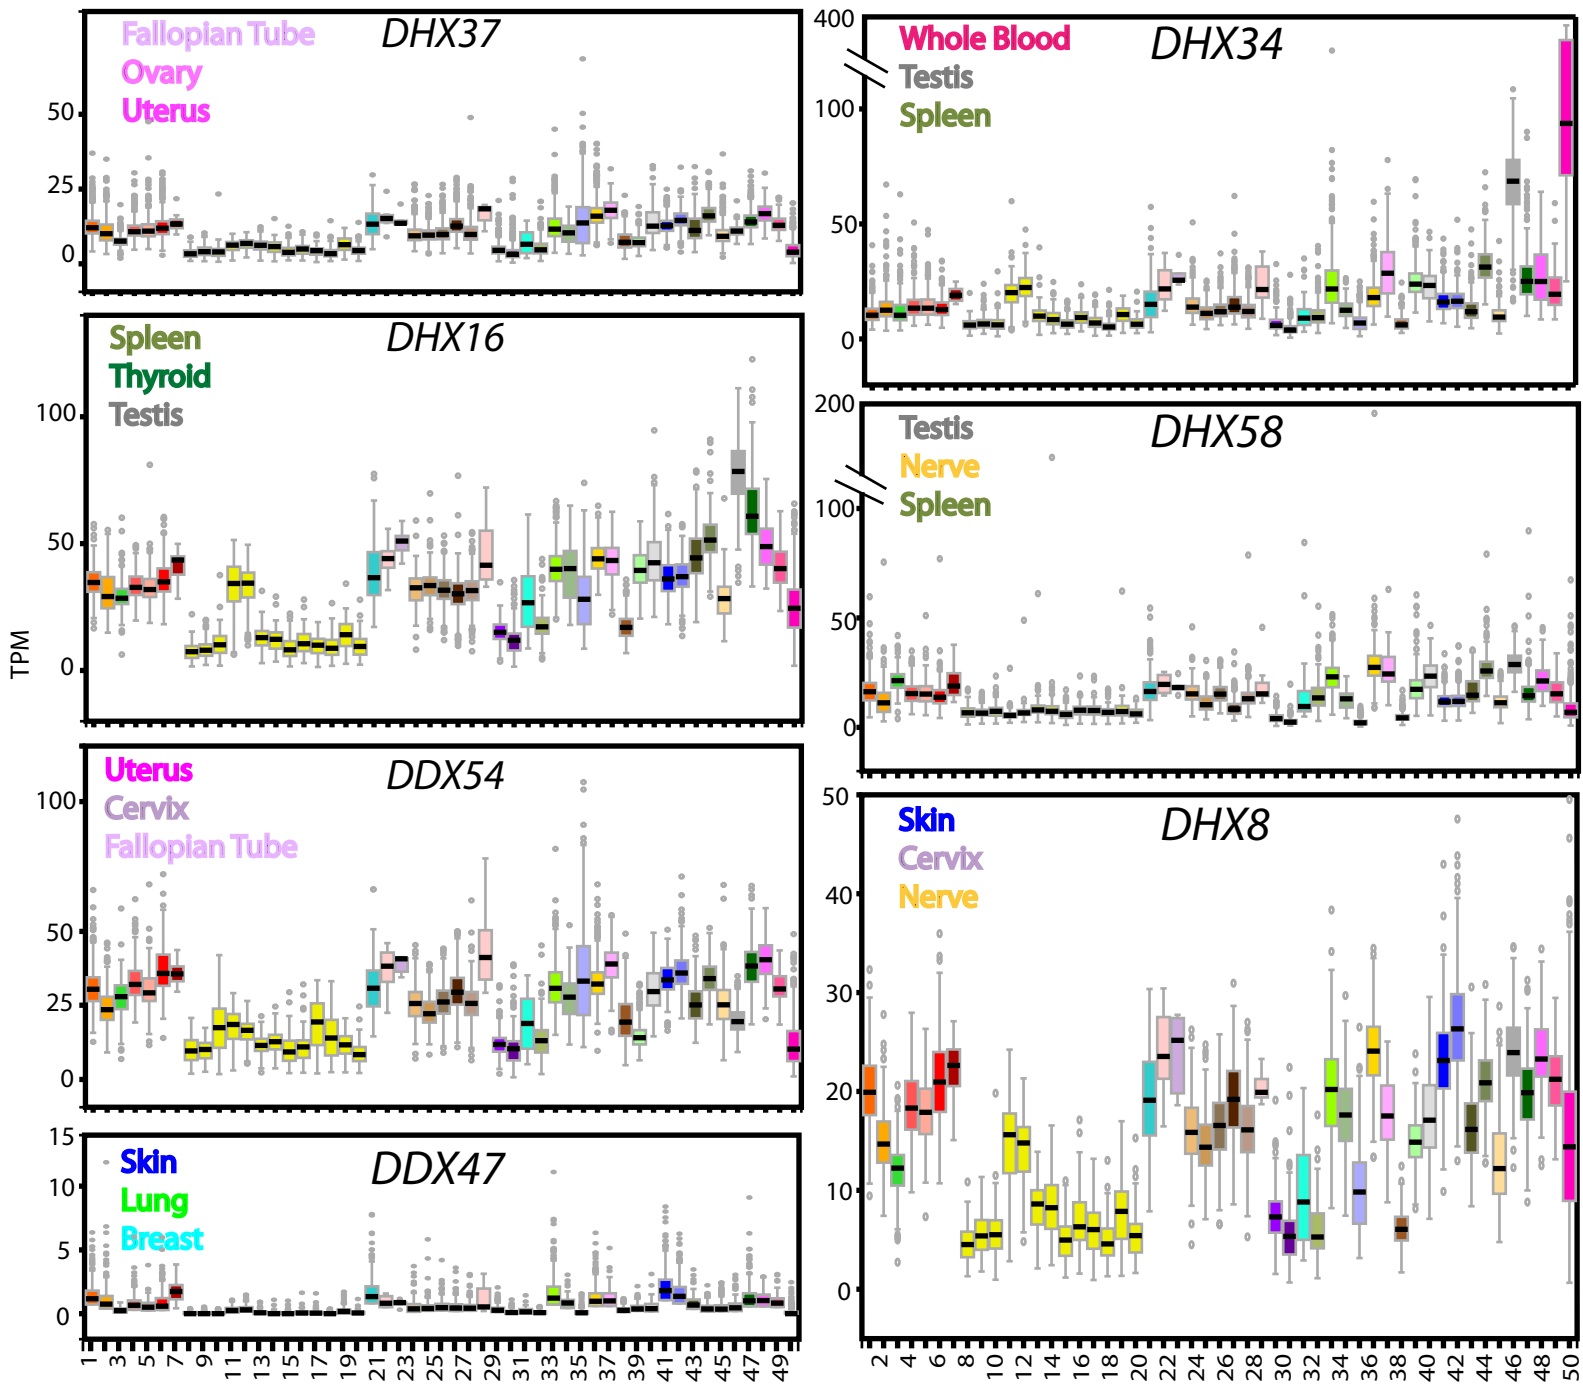 DHX37
Fallopian Tube
Ovary
Uterus
50
25
0
DHX34
Whole Blood
Testis
Spleen
400
100
50
0
DHX16
Spleen
Thyroid
Testis
100
50
0
TPM
DHX58
Testis
Nerve
Spleen
200
100
50
0
DDX54
Uterus
Cervix
Fallopian Tube
100
50
25
0
DHX8
Skin
Cervix
Nerve
50
40
30
20
10
0
DDX47
Skin
Lung
Breast
15
10
5
0
1 3 5 7 9 11 13 15 17 19 21 23 25 27 29 31 33 35 37 39 41 43 45 47 49
2 4 6 8 10 12 14 16 18 20 22 24 26 28 30 32 34 36 38 40 42 44 46 48 50